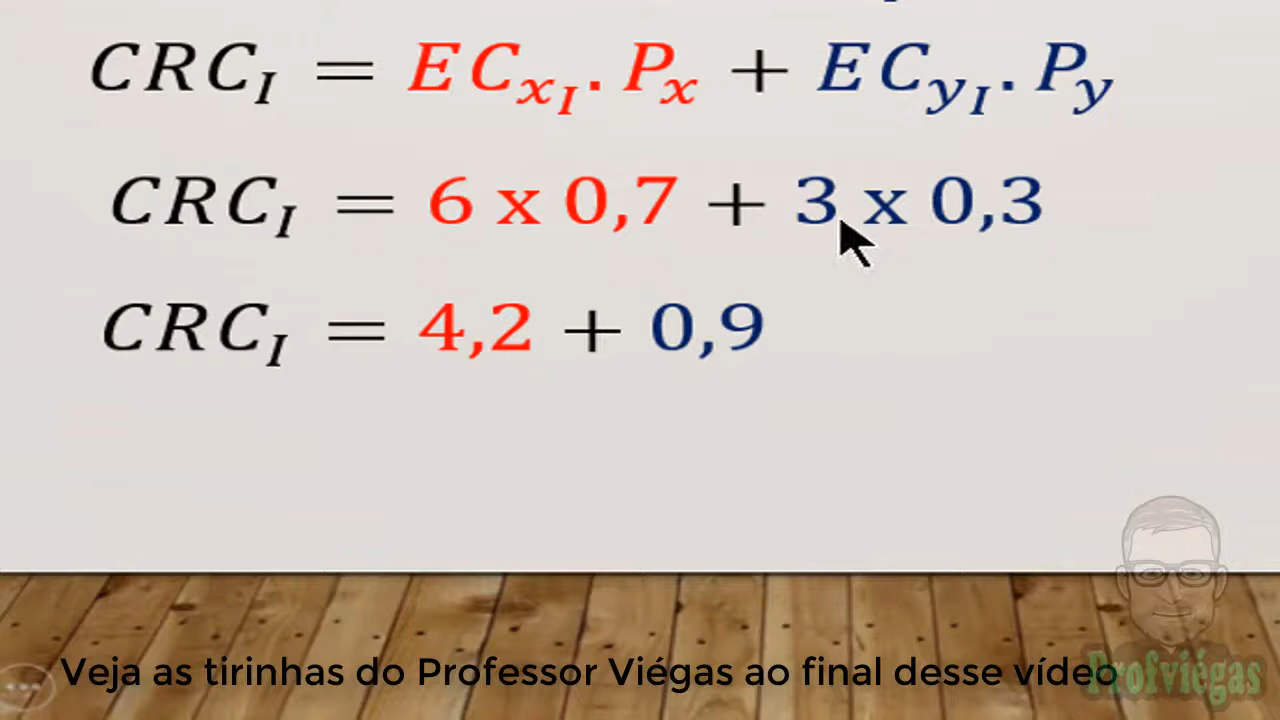 CRC_I = EC_{x_I} . P_x + EC_{y_I} . P_y
CRC_I = 6 x 0,7 + 3 x 0,3
CRC_I = 4,2 + 0,9
Veja as tirinhas do Professor Viégas ao final desse vídeo
Profviégas